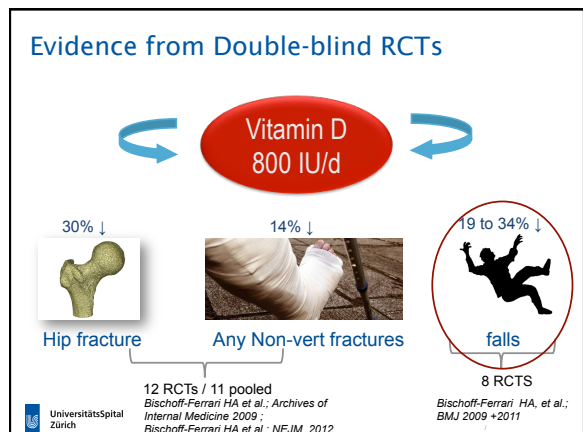 Evidence from Double-blind RCTs
Vitamin D
800 IU/d
30% ↓
14% ↓
19 to 34% ↓
Hip fracture
Any Non-vert fractures
falls
12 RCTs / 11 pooled
Bischoff-Ferrari HA et al.; Archives of
Internal Medicine 2009 ;
Bischoff-Ferrari HA et al.; NEJM  2012
8 RCTS
Bischoff-Ferrari HA, et al.;
BMJ 2009 +2011
UniversitätsSpital
Zürich